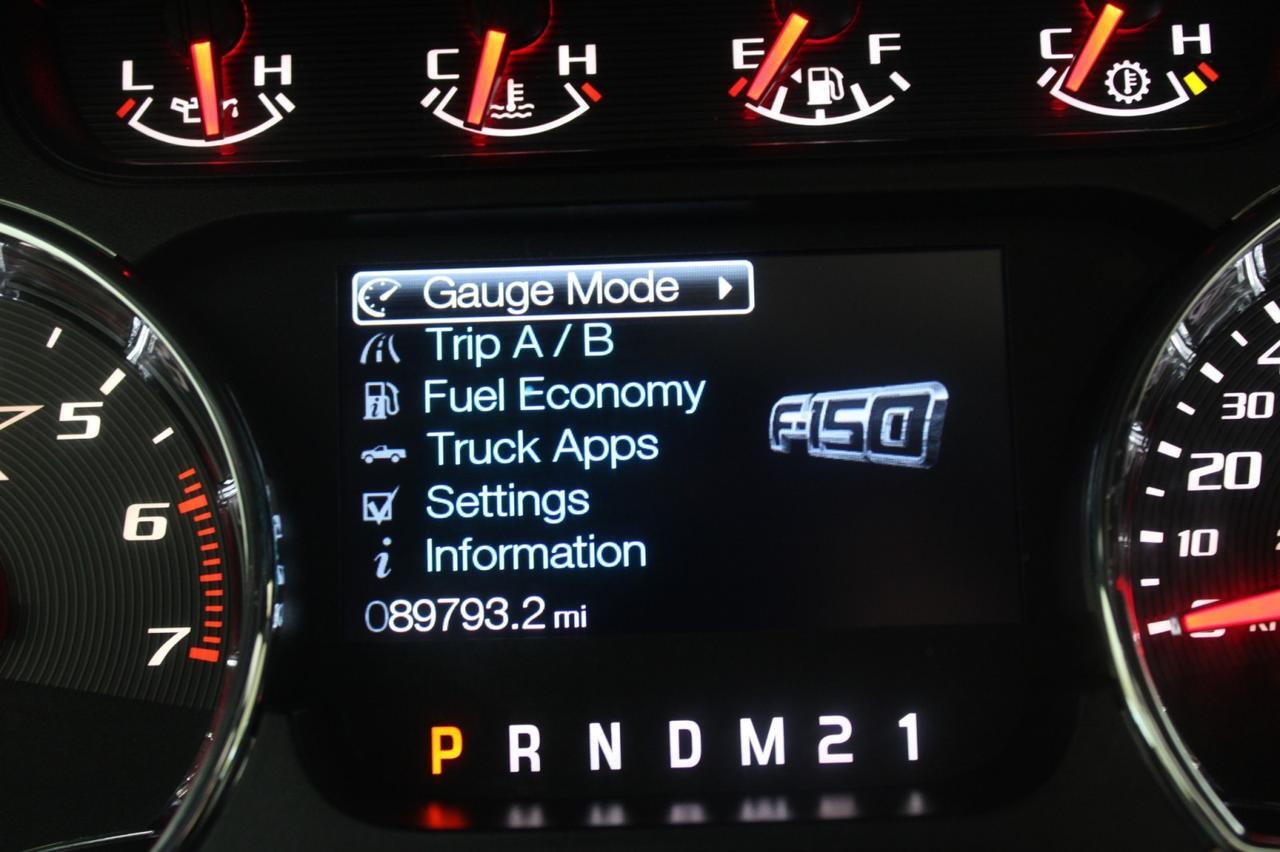 L H C H E F C H
Gauge Mode
Trip A / B
Fuel Economy
Truck Apps
Settings
Information
F-150
089793.2 mi
5
6
7
30
20
10
0
P R N D M 2 1